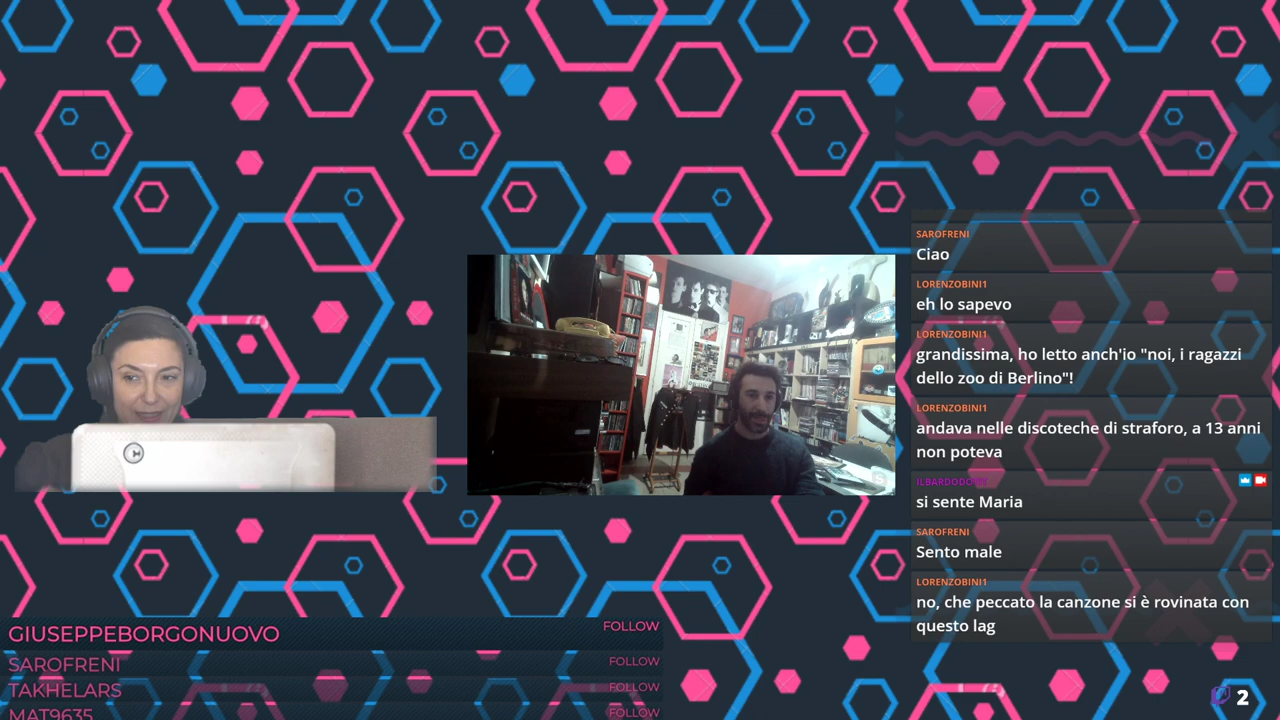 SAROFRENI
Ciao
LORENZOBINI1
eh lo sapevo
LORENZOBINI1
grandissima, ho letto anch'io "noi, i ragazzi
dello zoo di Berlino"!
LORENZOBINI1
andava nelle discoteche di straforo, a 13 anni
non poteva
si sente Maria
SAROFRENI
Sento male
LORENZOBINI1
no, che peccato la canzone si è rovinata con
questo lag
GIUSEPPEBORGONUOVO FOLLOW
SAROFRENI FOLLOW
TAKHELARS FOLLOW
MAT9635 FOLLOW
2